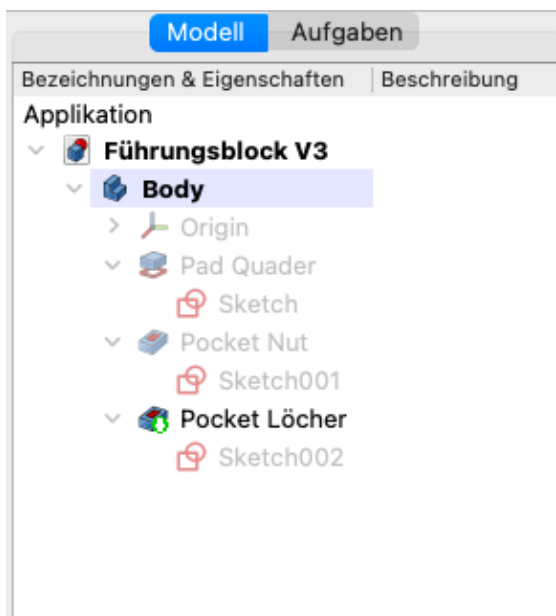 Modell Aufgaben
Bezeichnungen & Eigenschaften Beschreibung
Applikation
Führungsblock V3
Body
Origin
Pad Quader
Sketch
Pocket Nut
Sketch001
Pocket Löcher
Sketch002